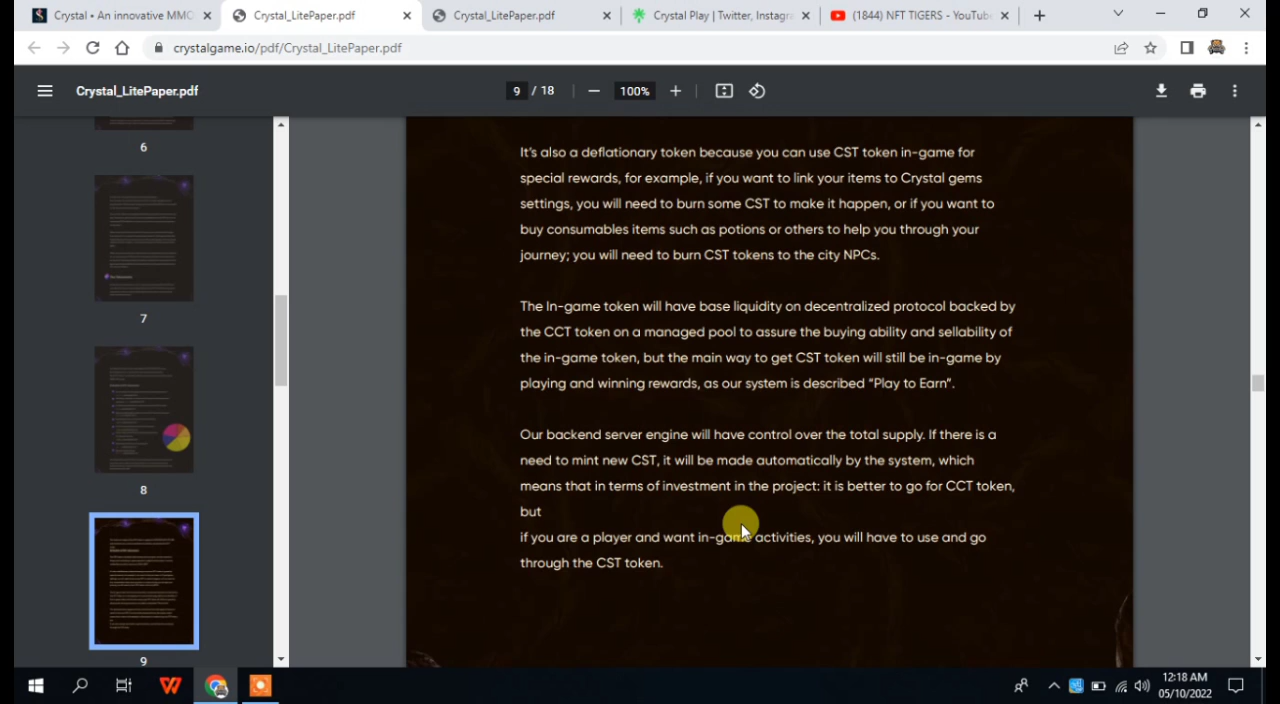 Crystal • An innovative MMO
Crystal_LitePaper.pdf
Crystal_LitePaper.pdf
Crystal Play | Twitter, Instagra
(1844) NFT TIGERS - YouTube
crystalgame.io/pdf/Crystal_LitePaper.pdf
Crystal_LitePaper.pdf
9 / 18
100%
6
7
8
9
It's also a deflationary token because you can use CST token in-game for
special rewards, for example, if you want to link your items to Crystal gems
settings, you will need to burn some CST to make it happen, or if you want to
buy consumables items such as potions or others to help you through your
journey; you will need to burn CST tokens to the city NPCs.
The In-game token will have base liquidity on decentralized protocol backed by
the CCT token on a managed pool to assure the buying ability and sellability of
the in-game token, but the main way to get CST token will still be in-game by
playing and winning rewards, as our system is described "Play to Earn".
Our backend server engine will have control over the total supply. If there is a
need to mint new CST, it will be made automatically by the system, which
means that in terms of investment in the project: it is better to go for CCT token,
but
if you are a player and want in-game activities, you will have to use and go
through the CST token.
12:18 AM
05/10/2022